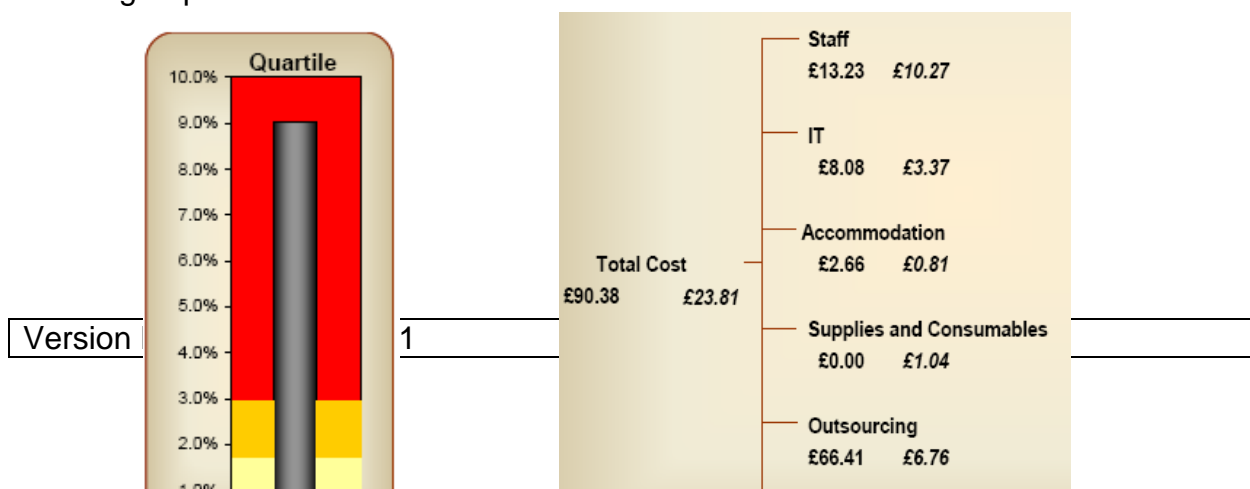 Quartile
10.0%
9.0%
8.0%
7.0%
6.0%
5.0%
4.0%
3.0%
2.0%
Staff
£13.23 £10.27
IT
£8.08 £3.37
Accommodation
£2.66 £0.81
Total Cost
£90.38 £23.81
Supplies and Consumables
£0.00 £1.04
Outsourcing
£66.41 £6.76
Version 1